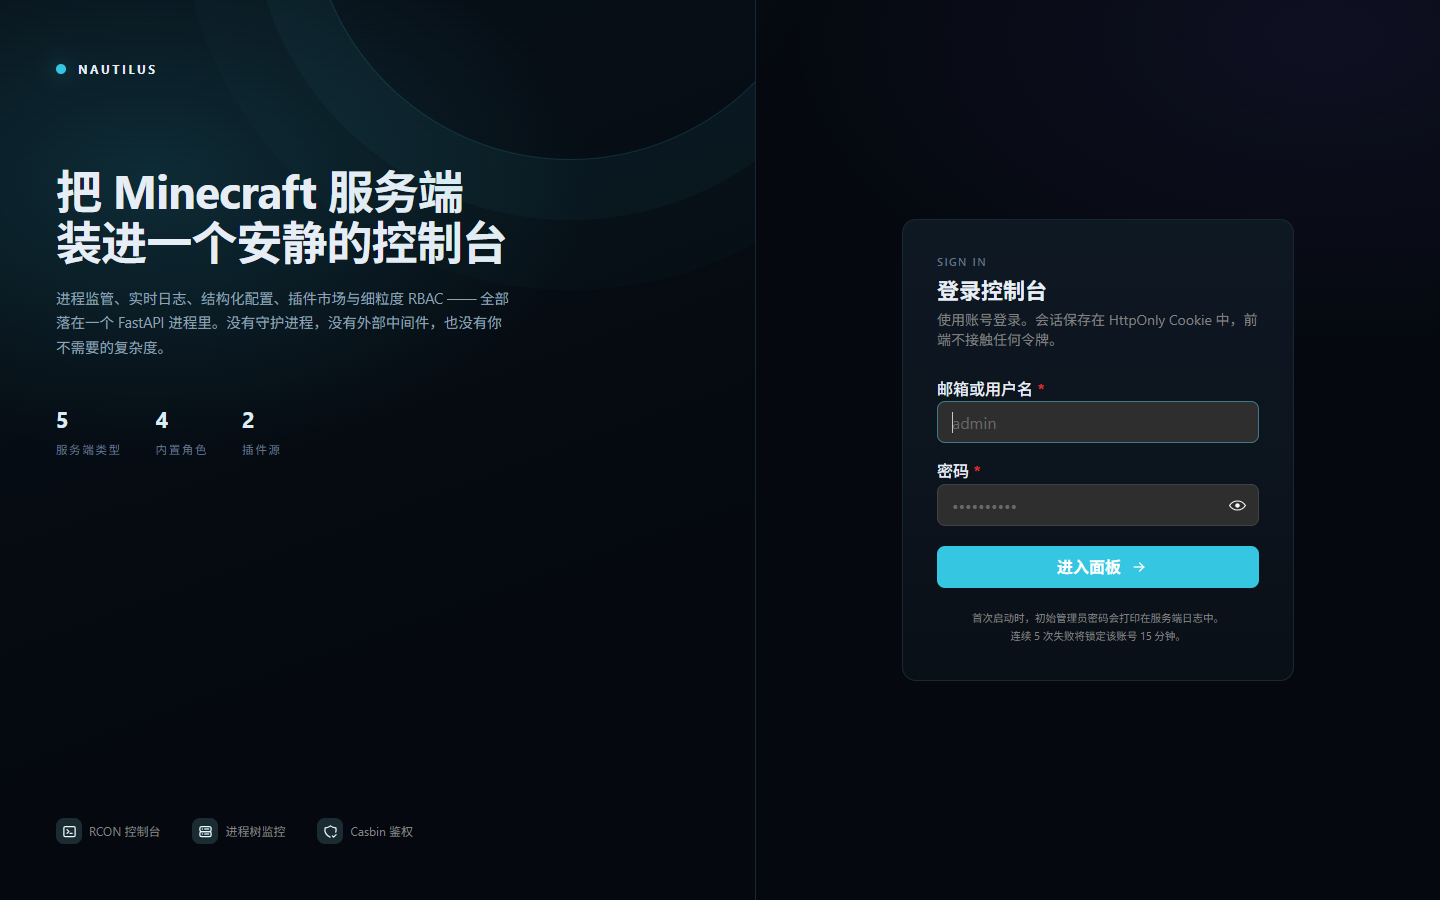 NAUTILUS
把 Minecraft 服务端
装进一个安静的控制台
进程监管、实时日志、结构化配置、插件市场与细粒度 RBAC —— 全部
落在一个 FastAPI 进程里。没有守护进程，没有外部中间件，也没有你
不需要的复杂度。
5
服务端类型
4
内置角色
2
插件源
RCON 控制台
进程树监控
Casbin 鉴权
SIGN IN
登录控制台
使用账号登录。会话保存在 HttpOnly Cookie 中，前
端不接触任何令牌。
邮箱或用户名 *
admin
密码 *
••••••••••
进入面板 →
首次启动时，初始管理员密码会打印在服务端日志中。
连续 5 次失败将锁定该账号 15 分钟。